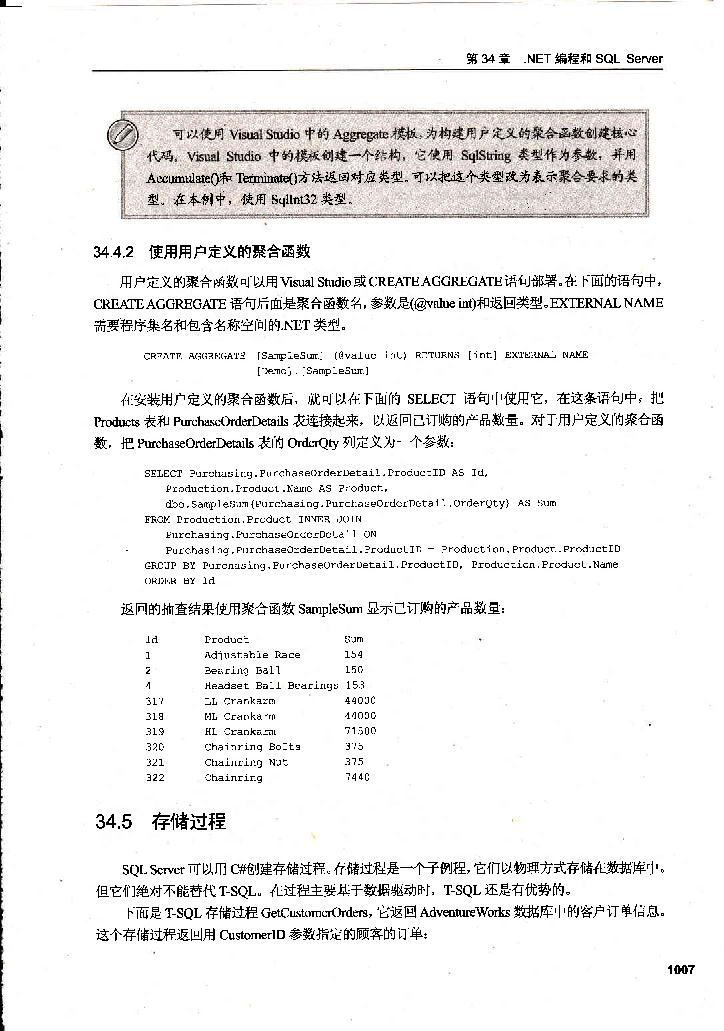 第 34 章 .NET 编程和 SQL Server
可以使用 Visual Studio 中的 Aggregate 模板,为构建用户定义的聚合函数创建核心
代码。Visual Studio 中的模板创建一个结构,它使用 SqlString 类型作为参数,并用
Accumulate()和 Terminate()方法返回对应类型。可以把这个类型改为表示聚合要求的类
型。在本例中,使用 SqlInt32 类型。
34.4.2 使用用户定义的聚合函数
用户定义的聚合函数可以用 Visual Studio 或 CREATE AGGREGATE 语句部署。在下面的语句中,
CREATE AGGREGATE 语句后面是聚合函数名,参数是(@value int)和返回类型。EXTERNAL NAME
需要程序集名和包含名称空间的.NET 类型。
CREATE AGGREGATE [SampleSum] (@value int) RETURNS [int] EXTERNAL NAME
[Demo].[SampleSum]
在安装用户定义的聚合函数后,就可以在下面的 SELECT 语句中使用它,在这条语句中,把
Products 表和 PurchaseOrderDetails 表连接起来,以返回已订购的产品数量。对于用户定义的聚合函
数,把 PurchaseOrderDetails 表的 OrderQty 列定义为一个参数:
SELECT Purchasing.PurchaseOrderDetail.ProductID AS Id,
Production.Product.Name AS Product,
dbo.SampleSum(Purchasing.PurchaseOrderDetail.OrderQty) AS Sum
FROM Production.Product INNER JOIN
Purchasing.PurchaseOrderDetail ON
Purchasing.PurchaseOrderDetail.ProductID = Production.Product.ProductID
GROUP BY Purchasing.PurchaseOrderDetail.ProductID, Production.Product.Name
ORDER BY Id
返回的抽查结果使用聚合函数 SampleSum 显示已订购的产品数量:
Id Product Sum
1 Adjustable Race 154
2 Bearing Ball 150
4 Headset Ball Bearings 153
317 LL Crankarm 44000
318 ML Crankarm 44000
319 HL Crankarm 71500
320 Chainring Bolts 375
321 Chainring Nut 375
322 Chainring 7440
34.5 存储过程
SQL Server 可以用 C#创建存储过程。存储过程是一个子例程,它们以物理方式存储在数据库中。
但它们绝对不能替代 T-SQL。在过程主要基于数据驱动时,T-SQL 还是有优势的。
下面是 T-SQL 存储过程 GetCustomerOrders,它返回 AdventureWorks 数据库中的客户订单信息。
这个存储过程返回用 CustomerID 参数指定的顾客的订单:
1007